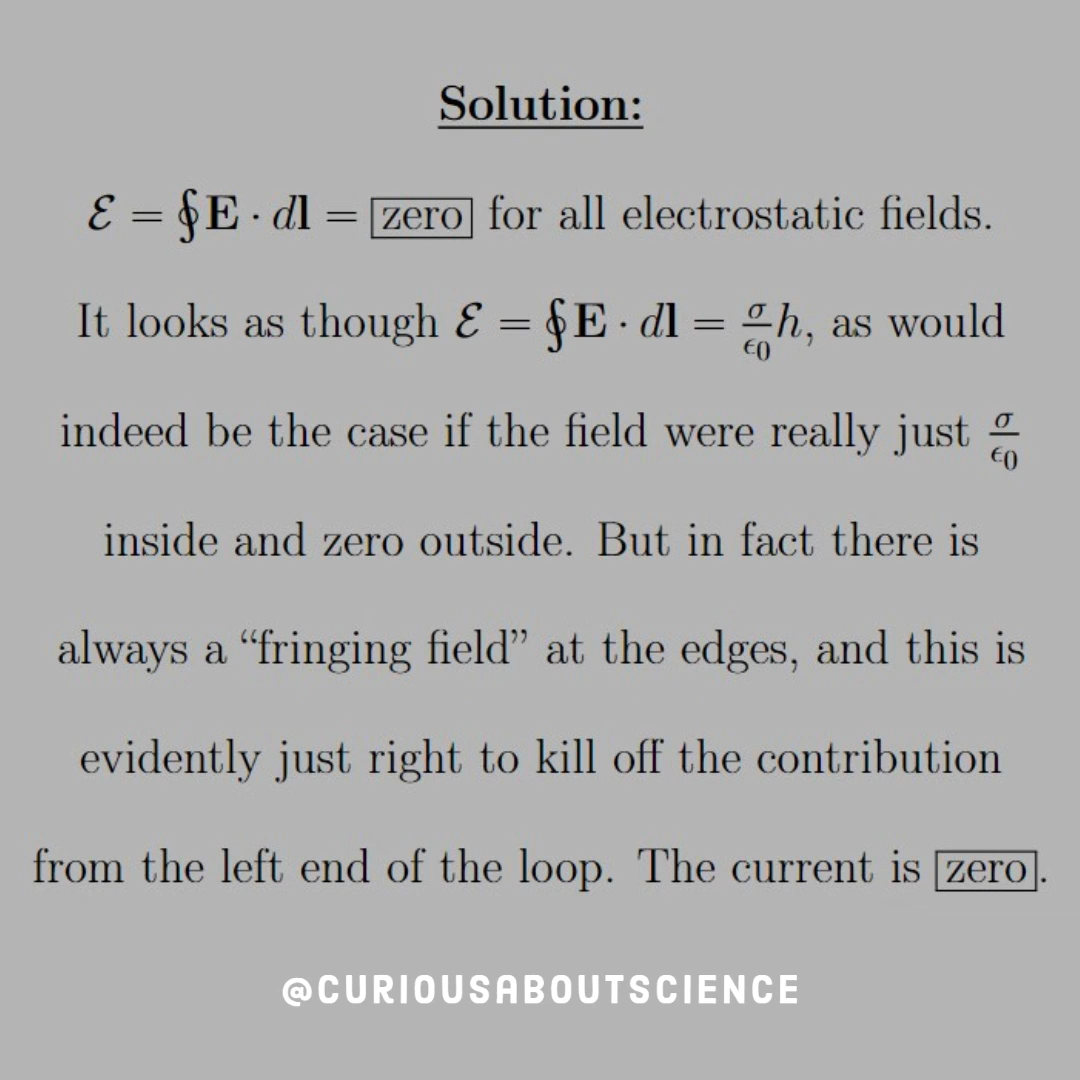 Solution:
ℰ = ∮E · dl = zero for all electrostatic fields.
It looks as though ℰ = ∮E · dl = σ/ϵ₀ h, as would
indeed be the case if the field were really just σ/ϵ₀
inside and zero outside. But in fact there is
always a “fringing field” at the edges, and this is
evidently just right to kill off the contribution
from the left end of the loop. The current is zero.
@CURIOUSABOUTSCIENCE